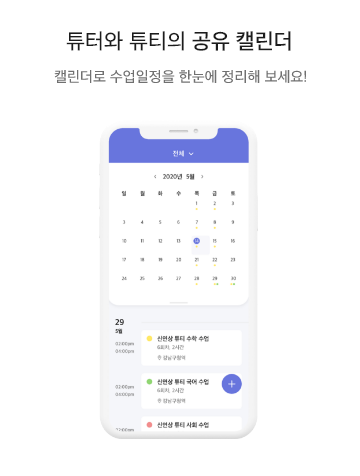 튜터와 튜티의 공유 캘린더
캘린더로 수업일정을 한눈에 정리해 보세요!
전체
2020년 5월
일 월 화 수 목 금 토
1 2 3
3 4 5 6 7 8 9
10 11 12 13 14 15 16
17 18 19 20 21 22 23
24 25 26 27 28 29 30
29
5월
02:00pm
04:00pm
신연상 튜티 수학 수업
6회차, 2시간
강남구청역
02:00pm
04:00pm
신연상 튜티 국어 수업
6회차, 2시간
강남구청역
신연상 튜티 사회 수업